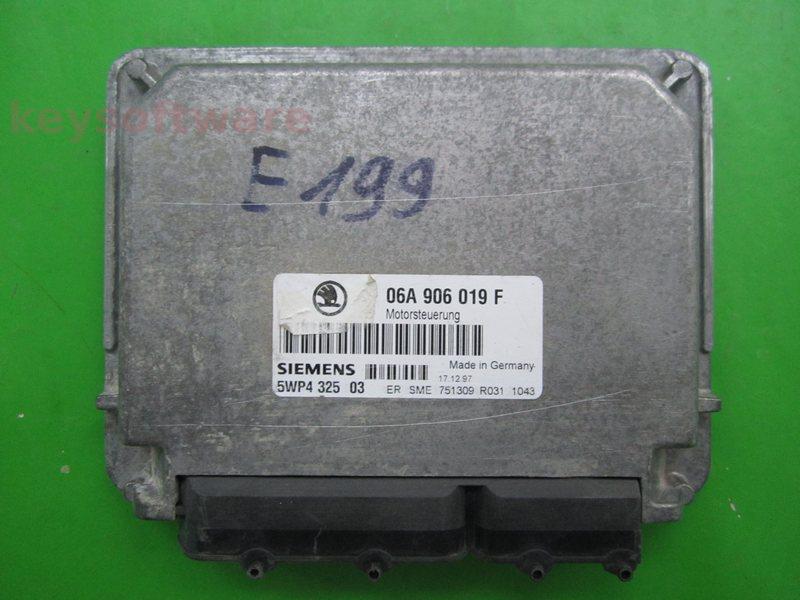 keysoftware
E199
06A 906 019 F
Motorsteuerung
SIEMENS
Made in Germany
17.12.97
5WP4 325 03 ER SME 751309 R031 1043